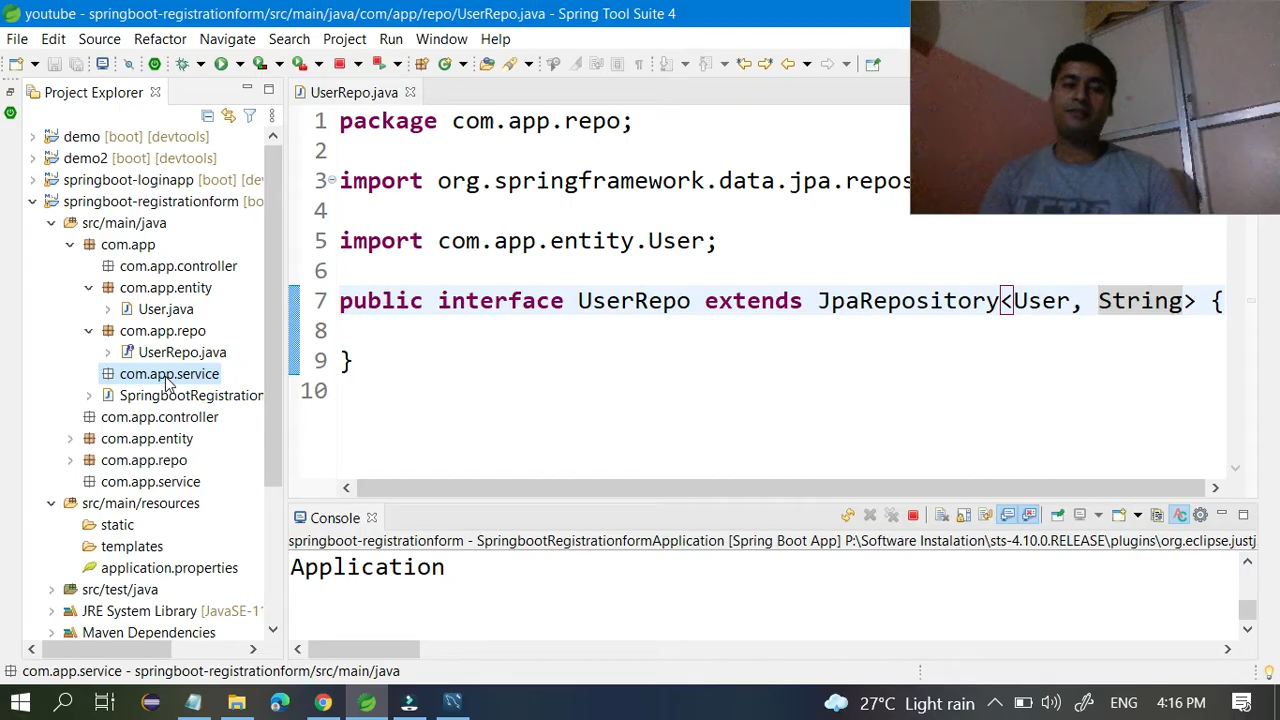 youtube - springboot-registrationform/src/main/java/com/app/repo/UserRepo.java - Spring Tool Suite 4
File Edit Source Refactor Navigate Search Project Run Window Help
Project Explorer
demo [boot] [devtools]
demo2 [boot] [devtools]
springboot-loginapp [boot] [de
springboot-registrationform [bo
src/main/java
com.app
com.app.controller
com.app.entity
User.java
com.app.repo
UserRepo.java
com.app.service
SpringbootRegistration
com.app.controller
com.app.entity
com.app.repo
com.app.service
src/main/resources
static
templates
application.properties
src/test/java
JRE System Library [JavaSE-11
Maven Dependencies
UserRepo.java
1 package com.app.repo;
2
3 import org.springframework.data.jpa.repos
4
5 import com.app.entity.User;
6
7 public interface UserRepo extends JpaRepository<User, String> {
8
9 }
10
Console
springboot-registrationform - SpringbootRegistrationformApplication [Spring Boot App] P:\Software Instalation\sts-4.10.0.RELEASE\plugins\org.eclipse.justj
Application
com.app.service - springboot-registrationform/src/main/java
27°C Light rain
ENG
4:16 PM